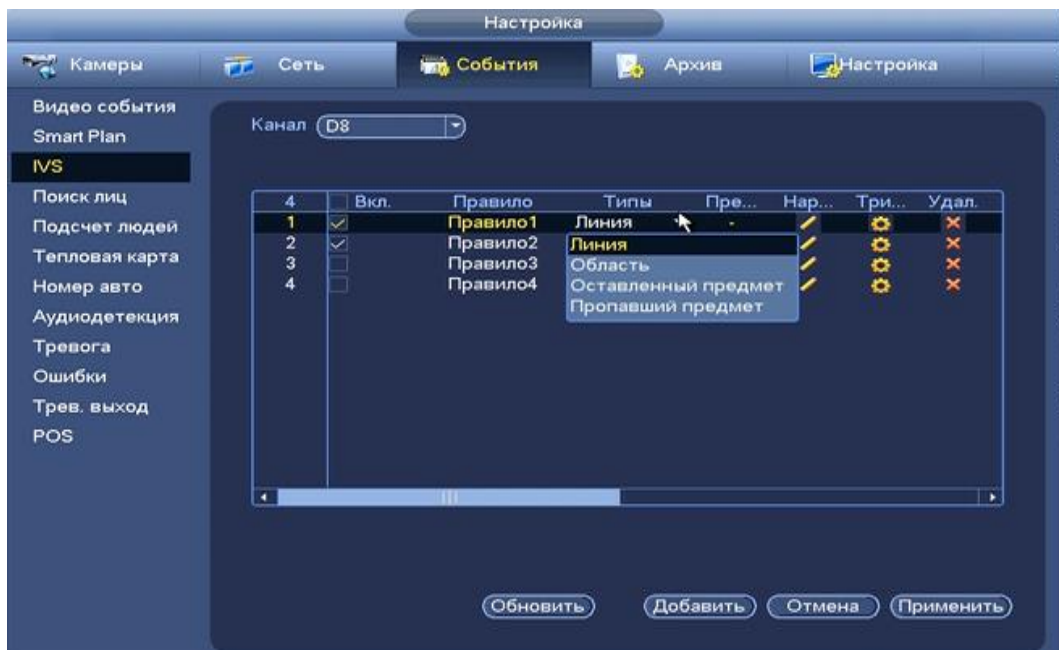 Настройка
Камеры Сеть События Архив Настройка
Видео события
Smart Plan
IVS
Поиск лиц
Подсчет людей
Тепловая карта
Номер авто
Аудиодетекция
Тревога
Ошибки
Трев. выход
POS
Канал D8
4 Вкл. Правило Типы Пре... Нар... Три... Удал.
1 Правило1 Линия -
2 Правило2
3 Правило3
4 Правило4
Линия
Область
Оставленный предмет
Пропавший предмет
Обновить Добавить Отмена Применить